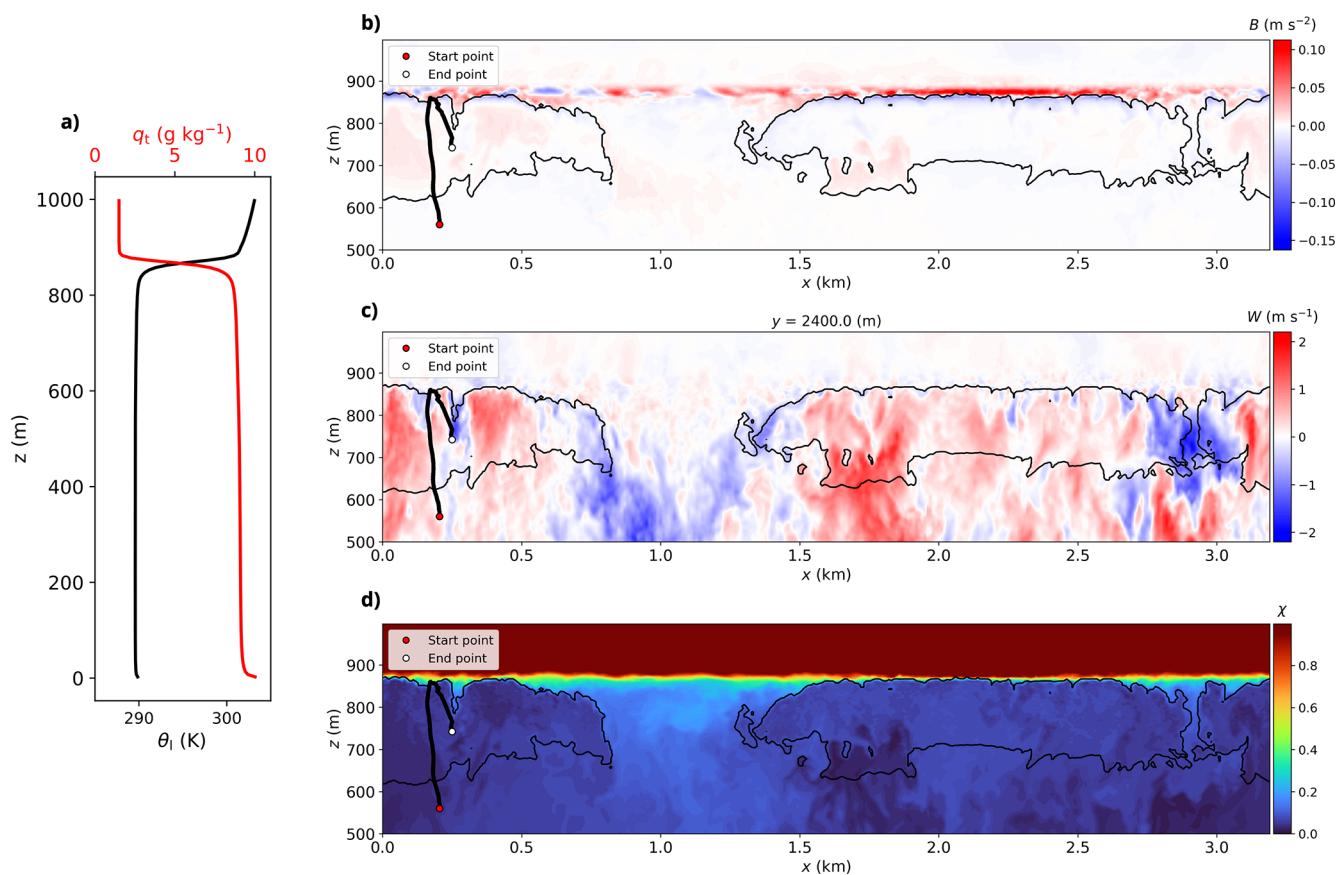 a)
qt (g kg−1)
0 5 10
1000
800
600
400
200
0
z (m)
290 300
θl (K)
b)
B (m s−2)
Start point
End point
900
800
700
600
500
z (m)
0.0 0.5 1.0 1.5 2.0 2.5 3.0
x (km)
0.10
0.05
0.00
−0.05
−0.10
−0.15
c)
y = 2400.0 (m)
W (m s−1)
Start point
End point
900
800
700
600
500
z (m)
0.0 0.5 1.0 1.5 2.0 2.5 3.0
x (km)
2
1
0
−1
−2
d)
χ
Start point
End point
900
800
700
600
500
z (m)
0.0 0.5 1.0 1.5 2.0 2.5 3.0
x (km)
0.8
0.6
0.4
0.2
0.0